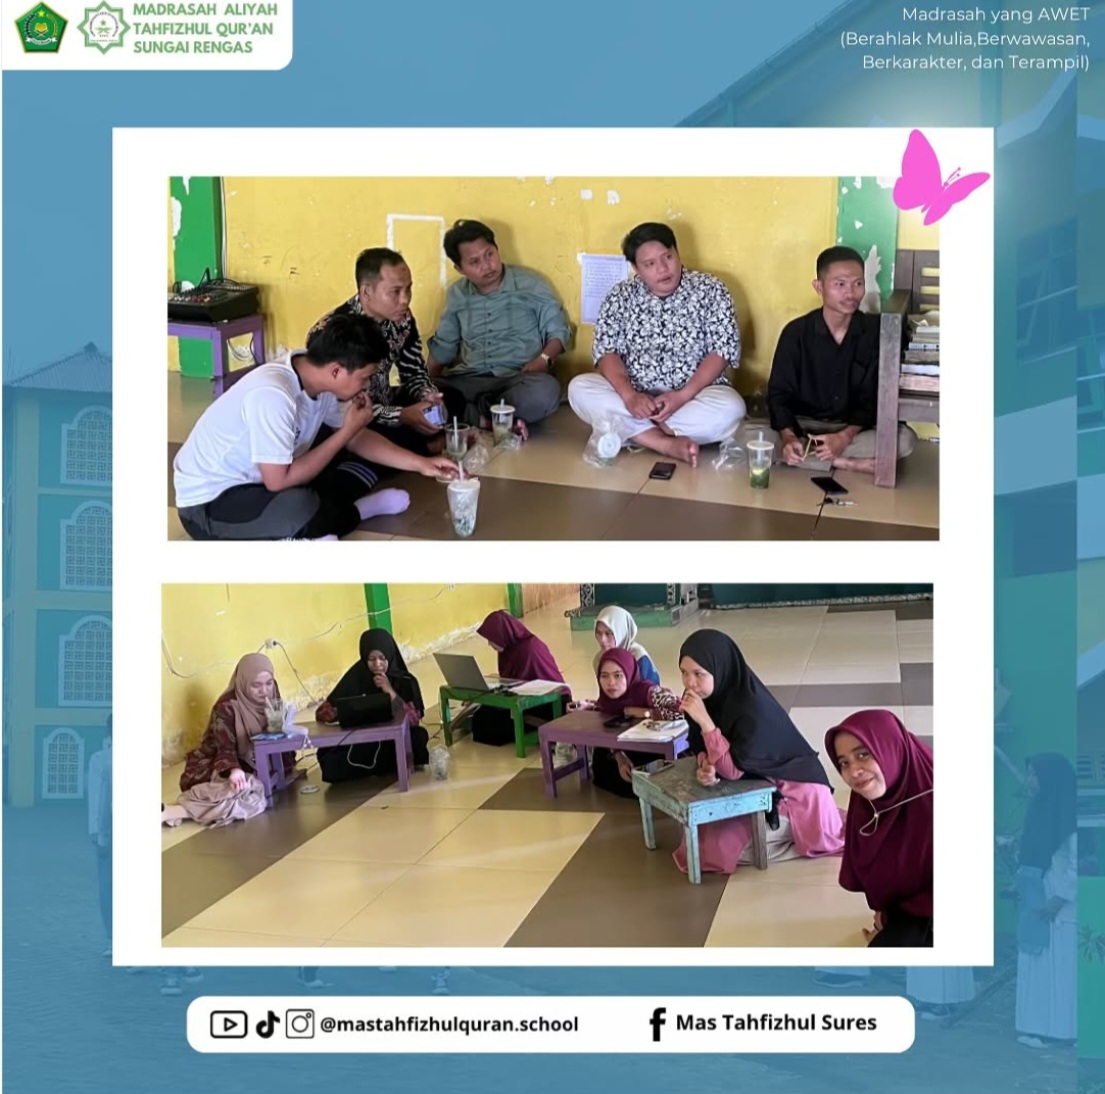 MADRASAH ALIYAH
TAHFIZHUL QUR'AN
SUNGAI RENGAS
Madrasah yang AWET
(Berahlak Mulia,Berwawasan,
Berkarakter, dan Terampil)
@mastahfizhulquran.school
Mas Tahfizhul Sures